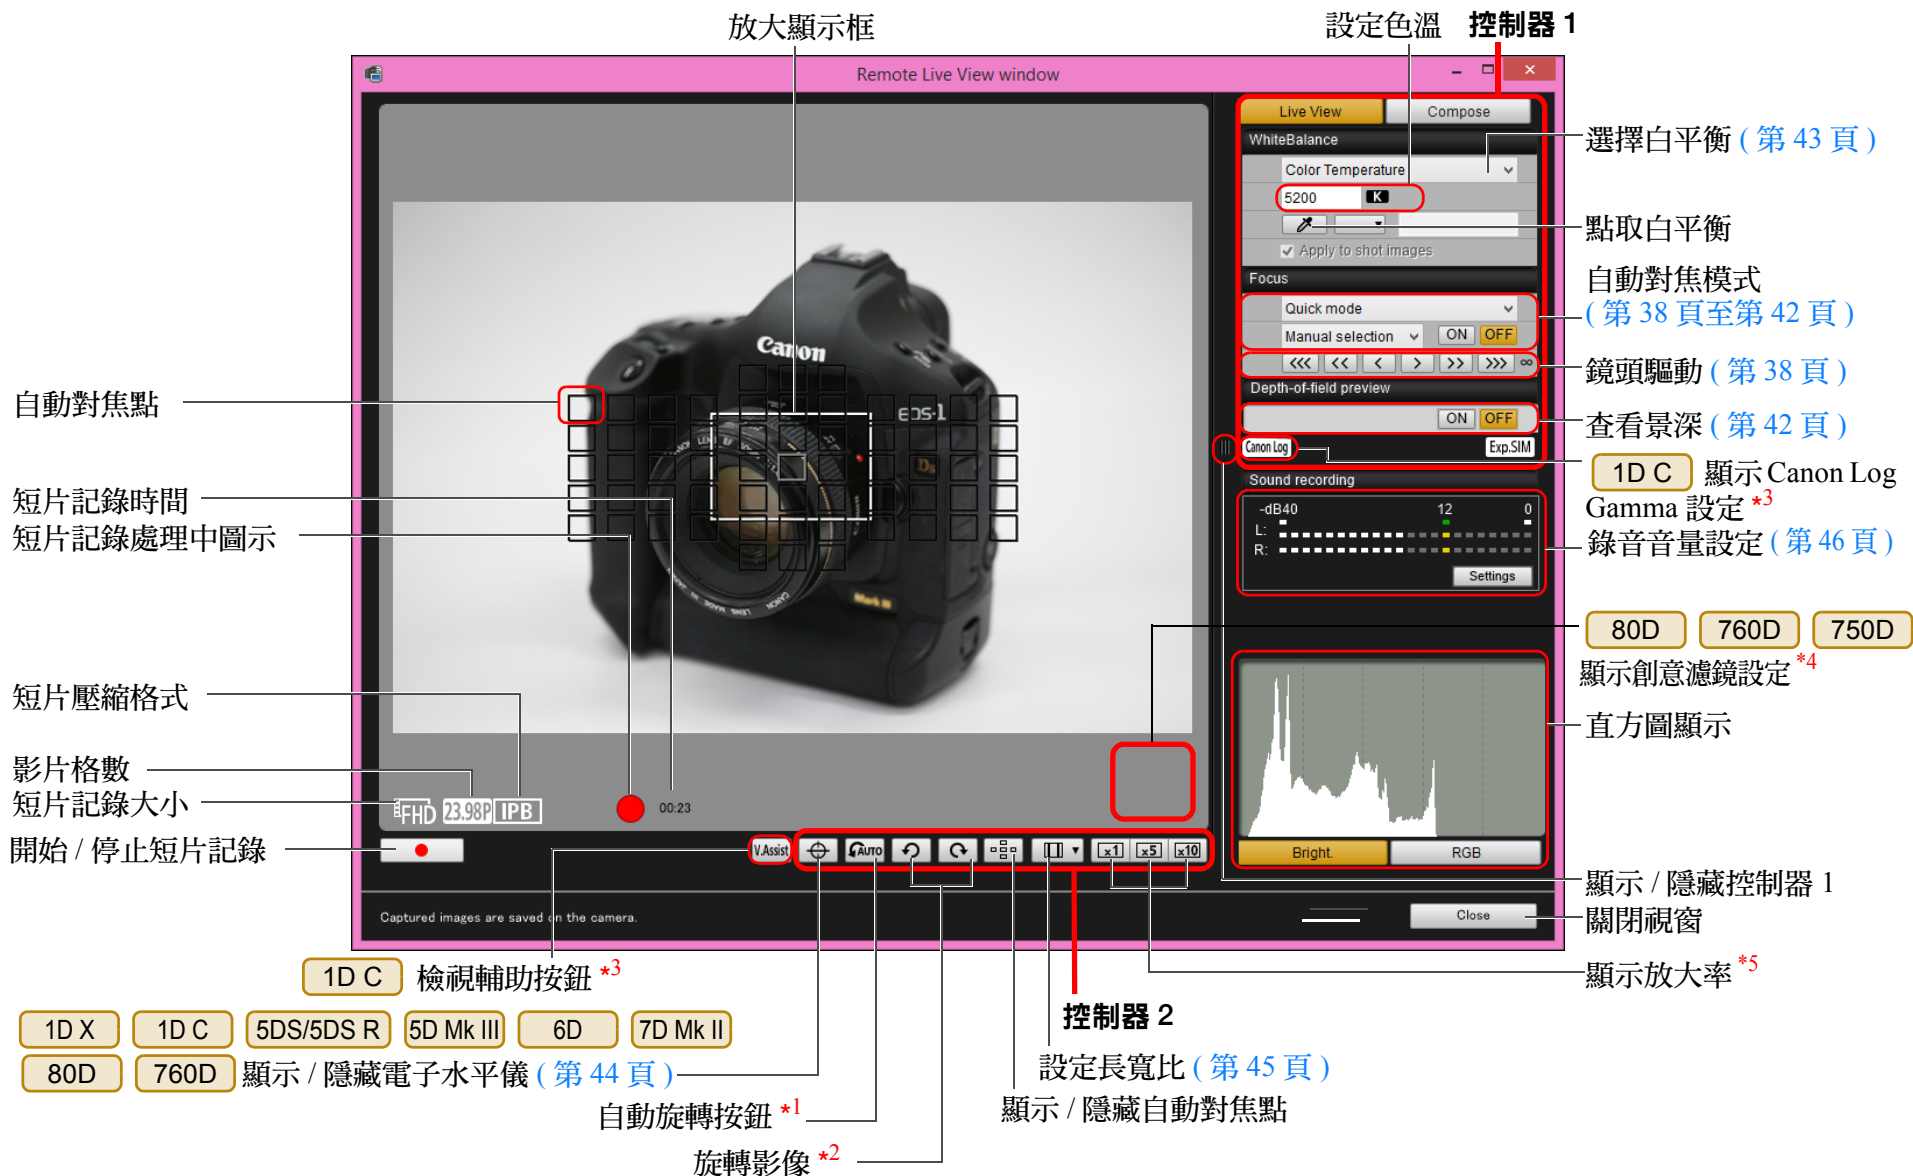 放大顯示框
設定色溫
控制器 1
Remote Live View window
Live View
Compose
WhiteBalance
選擇白平衡 ( 第 43 頁 )
Color Temperature
5200
K
點取白平衡
Apply to shot images
Focus
自動對焦模式
( 第 38 頁至第 42 頁 )
Quick mode
Manual selection
ON OFF
鏡頭驅動 ( 第 38 頁 )
<<< << < > >> >>> ∞
Depth-of-field preview
ON OFF
查看景深 ( 第 42 頁 )
Canon Log
Exp.SIM
1D C 顯示 Canon Log
Gamma 設定 *3
Sound recording
-dB40 12 0
L:
R:
Settings
錄音音量設定 ( 第 46 頁 )
80D 760D 750D
顯示創意濾鏡設定 *4
直方圖顯示
Bright.
RGB
自動對焦點
Canon
EOS-1
Ds
Mark III
短片記錄時間
短片記錄處理中圖示
短片壓縮格式
影片格數
短片記錄大小
FHD 23.98P IPB
00:23
開始 / 停止短片記錄
V.Assist
AUTO
x1 x5 x10
Captured images are saved on the camera.
Close
顯示 / 隱藏控制器 1
關閉視窗
顯示放大率 *5
1D C 檢視輔助按鈕 *3
控制器 2
1D X 1D C 5DS/5DS R 5D Mk III 6D 7D Mk II
80D 760D 顯示 / 隱藏電子水平儀 ( 第 44 頁 )
設定長寬比 ( 第 45 頁 )
自動旋轉按鈕 *1
顯示 / 隱藏自動對焦點
旋轉影像 *2